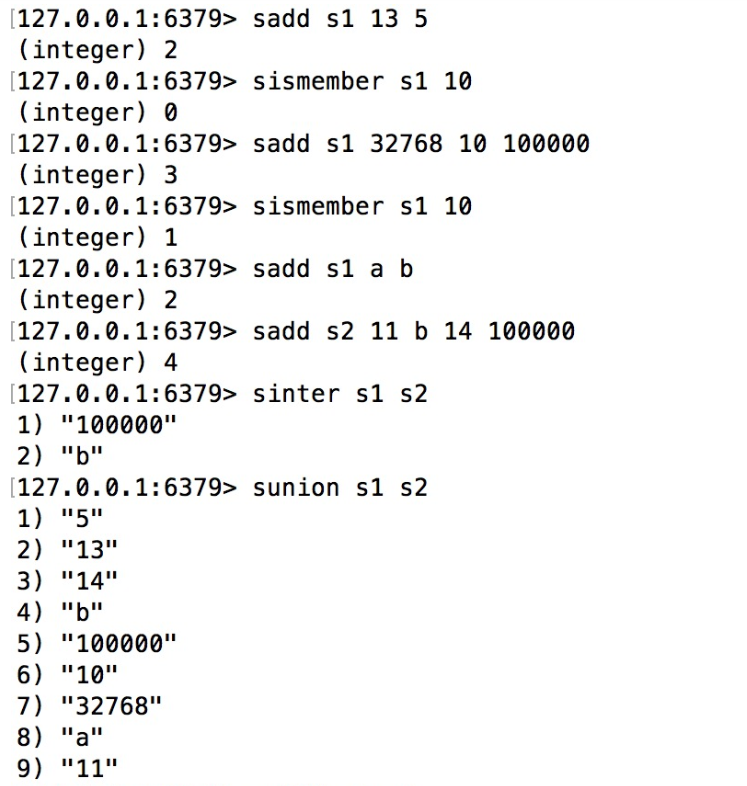 [127.0.0.1:6379> sadd s1 13 5
(integer) 2
[127.0.0.1:6379> sismember s1 10
(integer) 0
[127.0.0.1:6379> sadd s1 32768 10 100000
(integer) 3
[127.0.0.1:6379> sismember s1 10
(integer) 1
[127.0.0.1:6379> sadd s1 a b
(integer) 2
[127.0.0.1:6379> sadd s2 11 b 14 100000
(integer) 4
[127.0.0.1:6379> sinter s1 s2
1) "100000"
2) "b"
[127.0.0.1:6379> sunion s1 s2
1) "5"
2) "13"
3) "14"
4) "b"
5) "100000"
6) "10"
7) "32768"
8) "a"
9) "11"